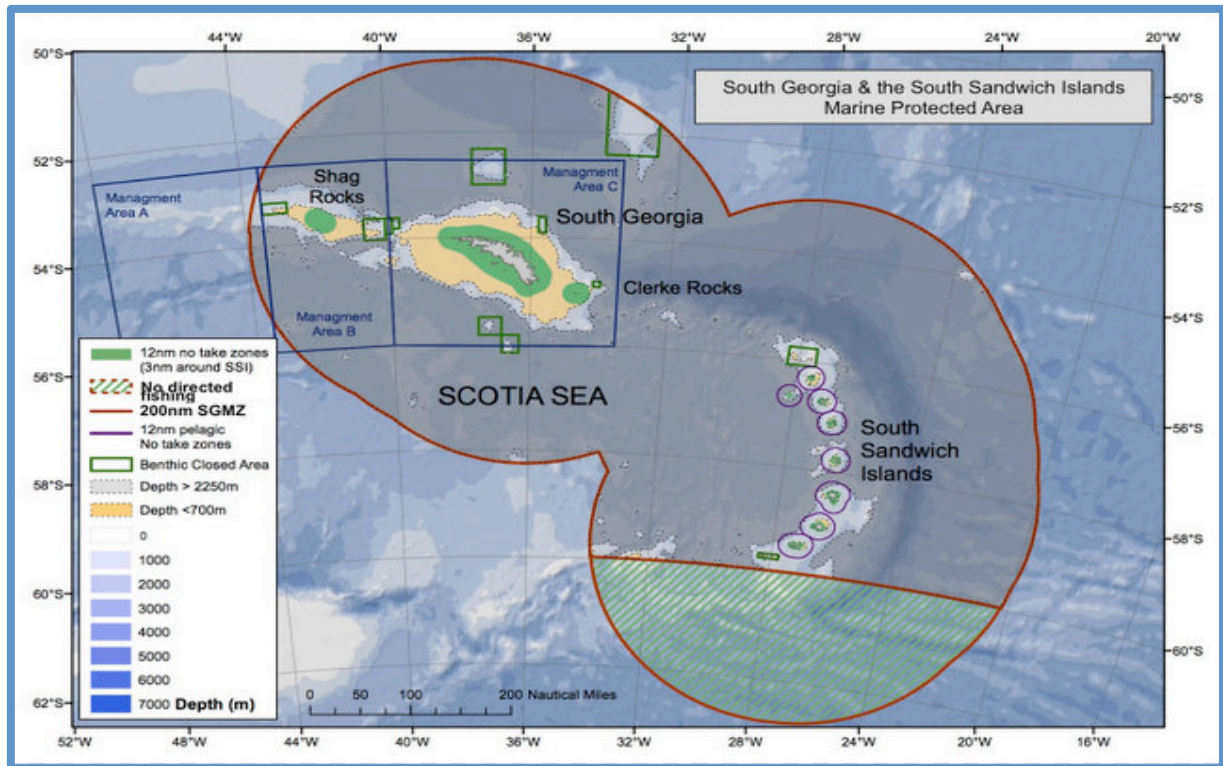 44°W 40°W 36°W 32°W 28°W 24°W 20°W
50°S
South Georgia & the South Sandwich Islands
Marine Protected Area
50°S
52°S
Managment
Area A
Shag
Rocks
Managment
Area C
South Georgia
52°S
54°S
Clerke Rocks
Managment
Area B
54°S
56°S
SCOTIA SEA
South
Sandwich
Islands
56°S
58°S
58°S
60°S
60°S
62°S
12nm no take zones
(3nm around SSI)
No directed
fishing
200nm SGMZ
12nm pelagic
No take zones
Benthic Closed Area
Depth > 2250m
Depth <700m
0
1000
2000
3000
4000
5000
6000
7000 Depth (m)
0 50 100 200 Nautical Miles
52°W 48°W 44°W 40°W 36°W 32°W 28°W 24°W 20°W 16°W